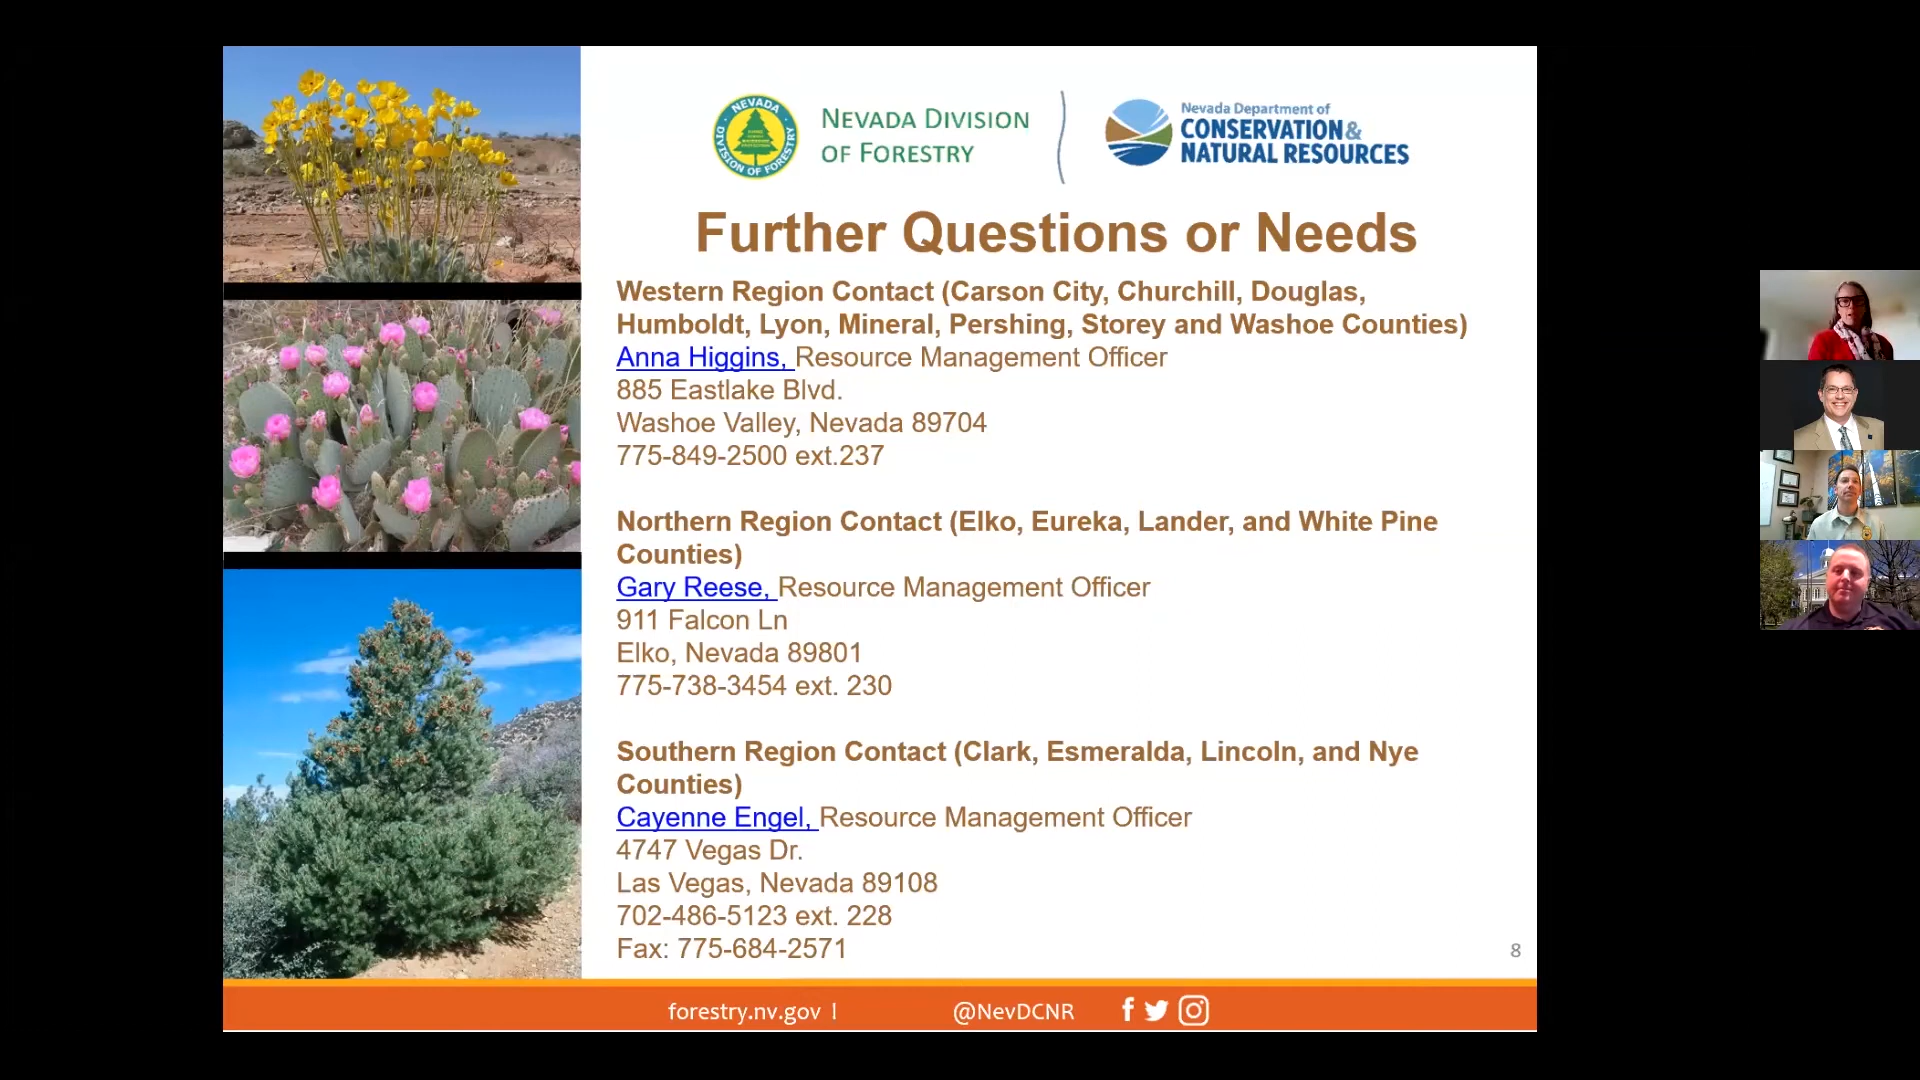 NEVADA
DIVISION OF FORESTRY
NEVADA DIVISION
OF FORESTRY
Nevada Department of
CONSERVATION &
NATURAL RESOURCES
Further Questions or Needs
Western Region Contact (Carson City, Churchill, Douglas,
Humboldt, Lyon, Mineral, Pershing, Storey and Washoe Counties)
Anna Higgins, Resource Management Officer
885 Eastlake Blvd.
Washoe Valley, Nevada 89704
775-849-2500 ext.237
Northern Region Contact (Elko, Eureka, Lander, and White Pine
Counties)
Gary Reese, Resource Management Officer
911 Falcon Ln
Elko, Nevada 89801
775-738-3454 ext. 230
Southern Region Contact (Clark, Esmeralda, Lincoln, and Nye
Counties)
Cayenne Engel, Resource Management Officer
4747 Vegas Dr.
Las Vegas, Nevada 89108
702-486-5123 ext. 228
Fax: 775-684-2571
8
forestry.nv.gov | @NevDCNR